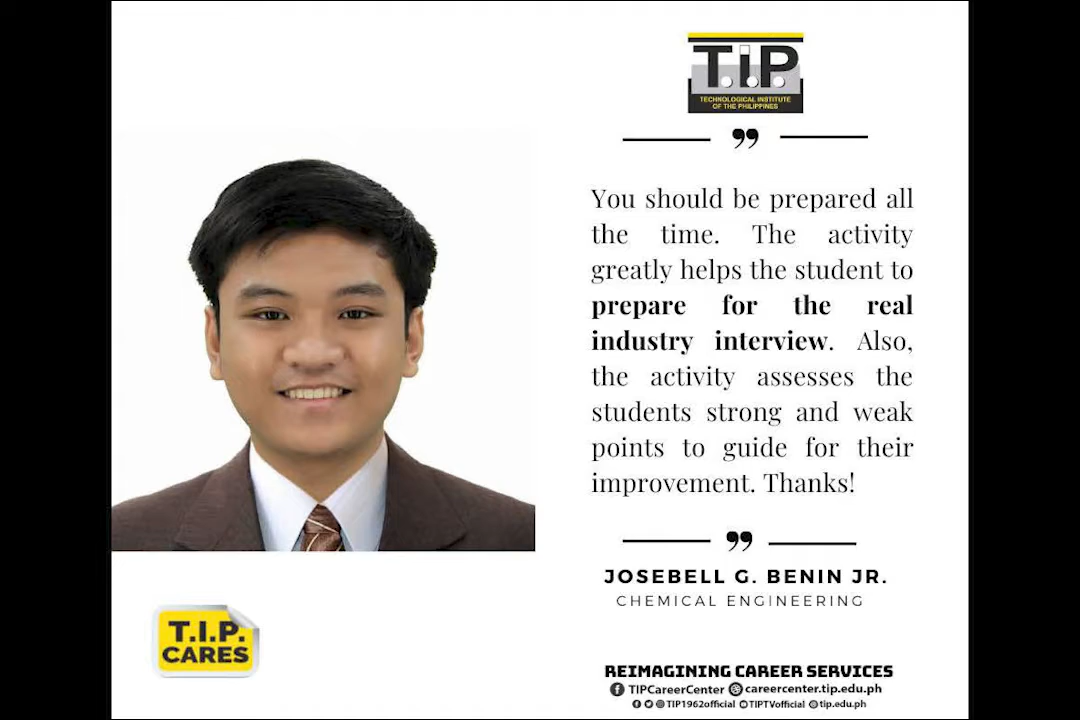 T.I.P
TECHNOLOGICAL INSTITUTE
OF THE PHILIPPINES
”
You should be prepared all
the time. The activity
greatly helps the student to
prepare for the real
industry interview. Also,
the activity assesses the
students strong and weak
points to guide for their
improvement. Thanks!
”
JOSEBELL G. BENIN JR.
CHEMICAL ENGINEERING
T.I.P.
CARES
REIMAGINING CAREER SERVICES
TIPCareerCenter careercenter.tip.edu.ph
TIP1962official TIPTVofficial tip.edu.ph